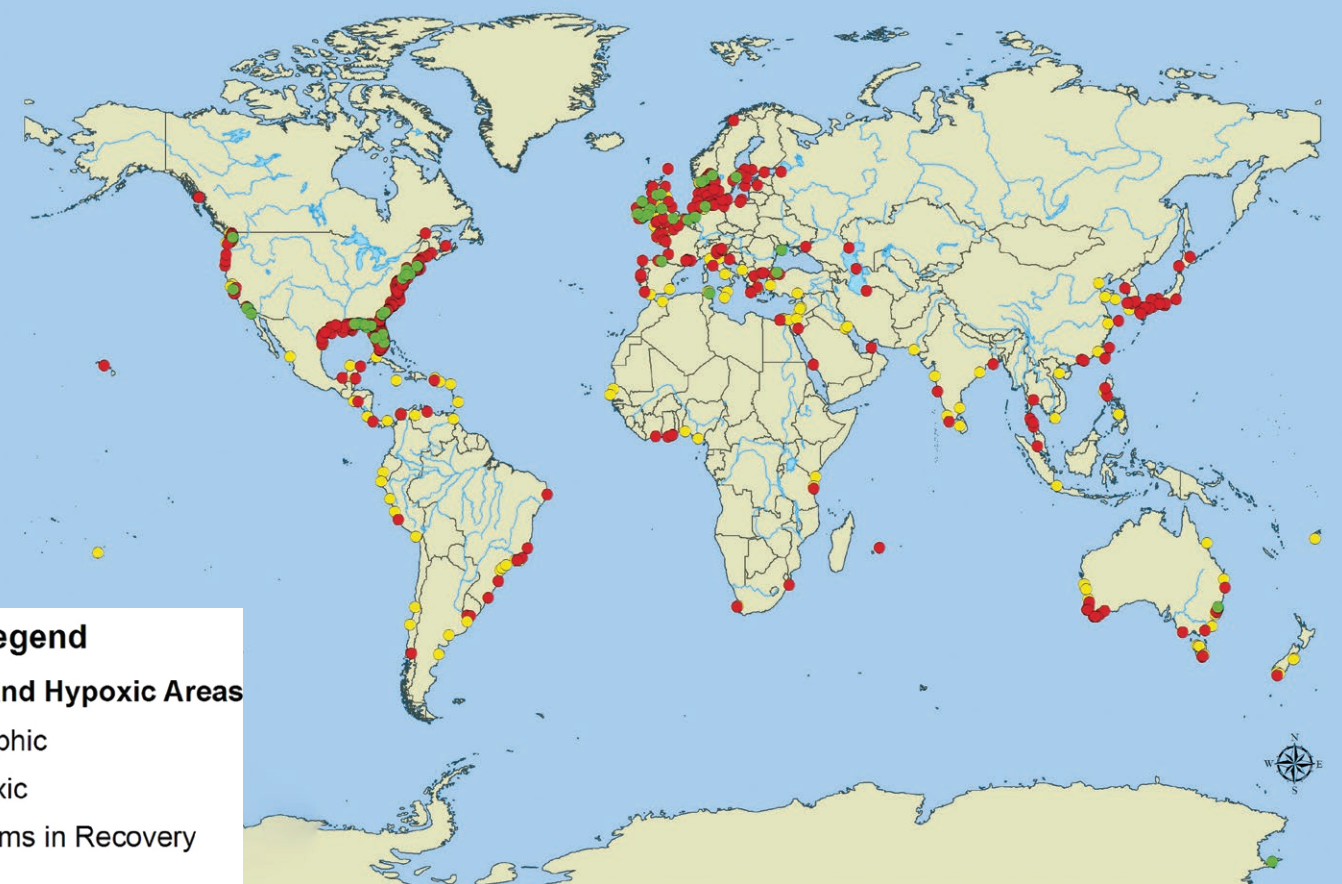 egend
nd Hypoxic Areas
phic
xic
ms in Recovery
N
W E
S